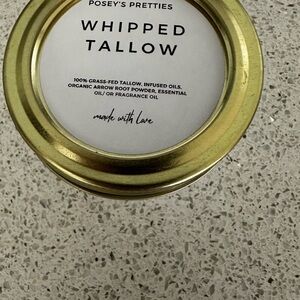 POSEY'S PRETTIES
WHIPPED
TALLOW
100% GRASS-FED TALLOW, INFUSED OILS,
ORGANIC ARROW ROOT POWDER, ESSENTIAL
OIL/ OR FRAGRANCE OIL
made with love